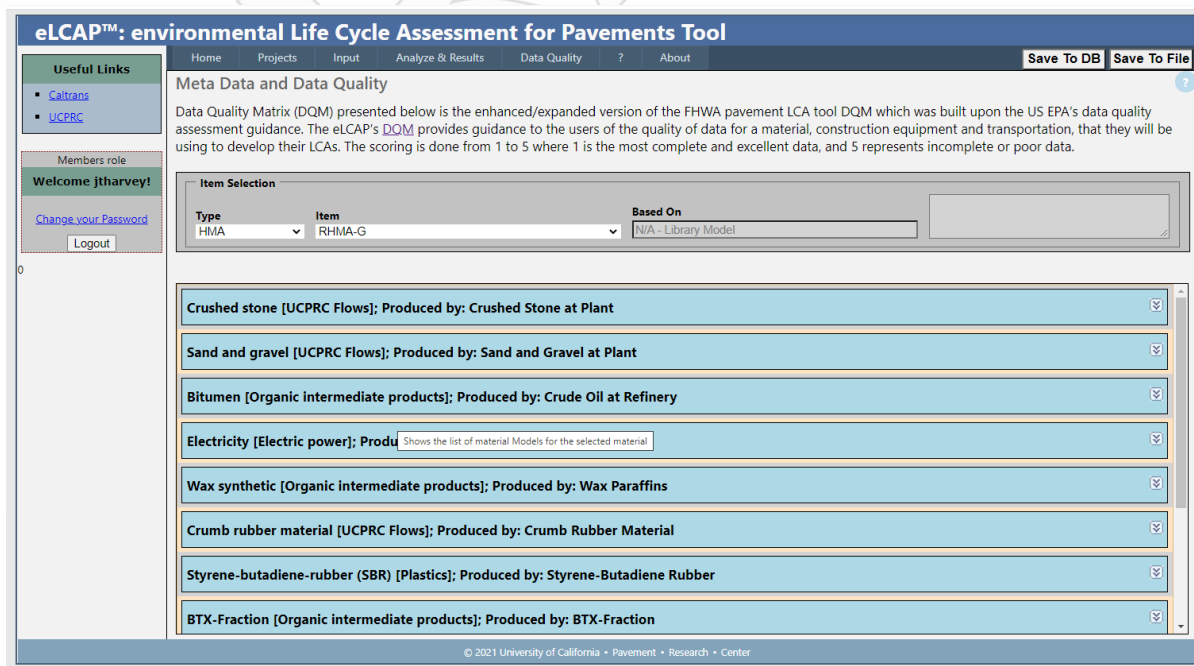 eLCAP™: environmental Life Cycle Assessment for Pavements Tool
Useful Links
Caltrans
UCPRC
Members role
Welcome jtharvey!
Change your Password
Logout
0
Home Projects Input Analyze & Results Data Quality ? About
Save To DB Save To File
Meta Data and Data Quality
?
Data Quality Matrix (DQM) presented below is the enhanced/expanded version of the FHWA pavement LCA tool DQM which was built upon the US EPA's data quality
assessment guidance. The eLCAP's DQM provides guidance to the users of the quality of data for a material, construction equipment and transportation, that they will be
using to develop their LCAs. The scoring is done from 1 to 5 where 1 is the most complete and excellent data, and 5 represents incomplete or poor data.
Item Selection
Type Item Based On
HMA RHMA-G N/A - Library Model
Crushed stone [UCPRC Flows]; Produced by: Crushed Stone at Plant
Sand and gravel [UCPRC Flows]; Produced by: Sand and Gravel at Plant
Bitumen [Organic intermediate products]; Produced by: Crude Oil at Refinery
Electricity [Electric power]; Produ
Shows the list of material Models for the selected material
Wax synthetic [Organic intermediate products]; Produced by: Wax Paraffins
Crumb rubber material [UCPRC Flows]; Produced by: Crumb Rubber Material
Styrene-butadiene-rubber (SBR) [Plastics]; Produced by: Styrene-Butadiene Rubber
BTX-Fraction [Organic intermediate products]; Produced by: BTX-Fraction
© 2021 University of California • Pavement • Research • Center